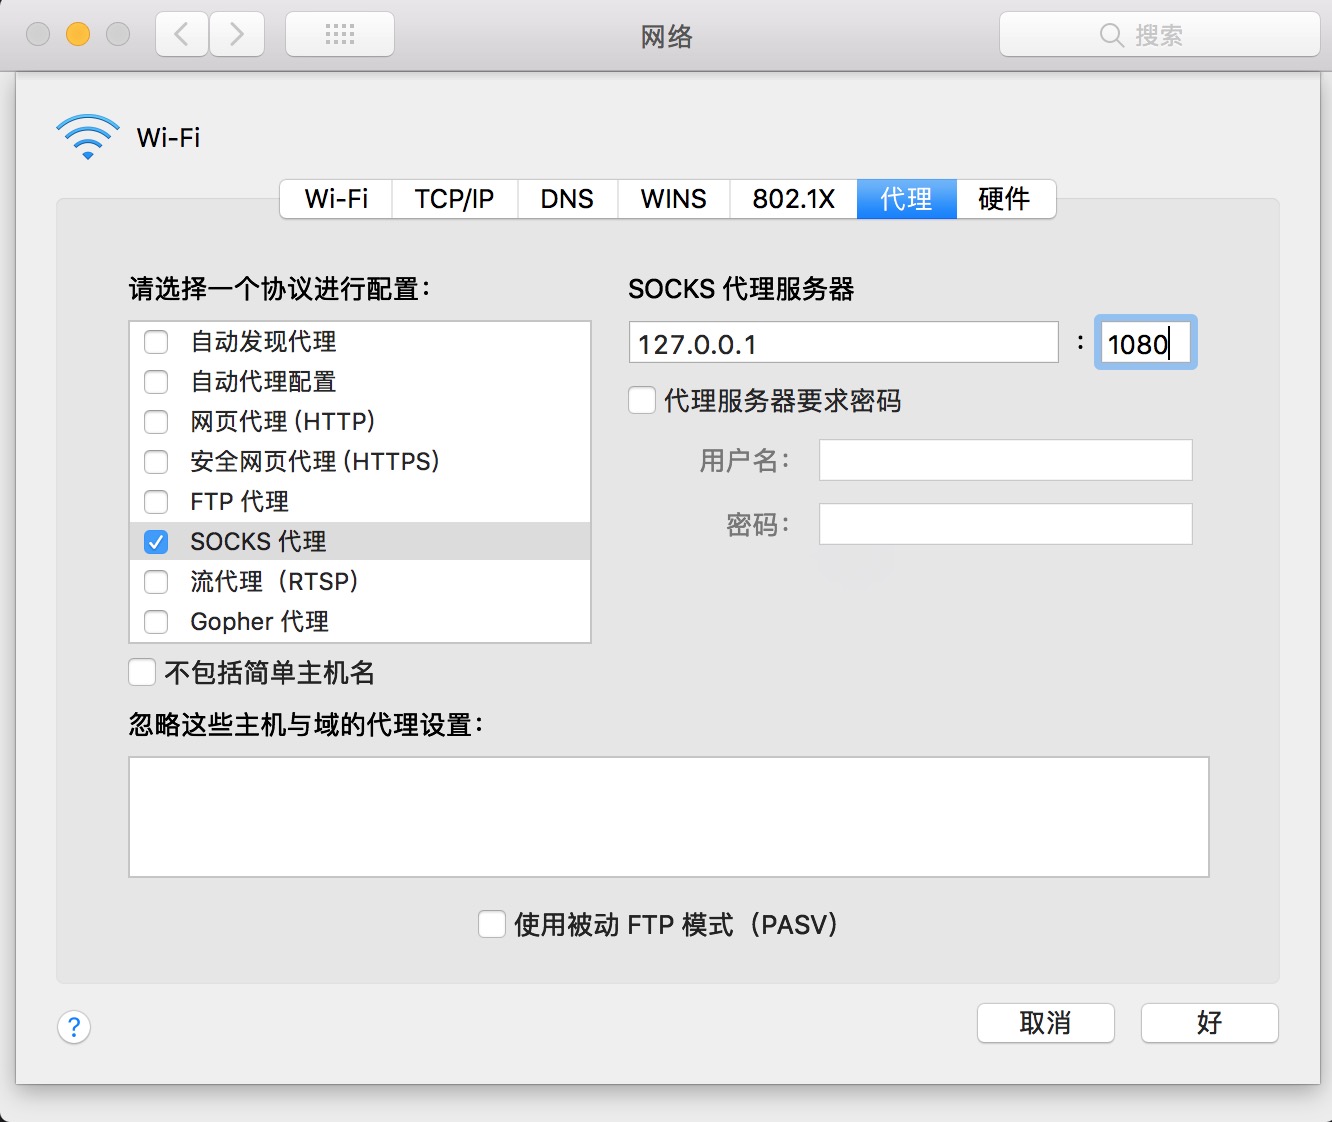 网络
搜索
Wi-Fi
Wi-Fi TCP/IP DNS WINS 802.1X 代理 硬件
请选择一个协议进行配置：
自动发现代理
自动代理配置
网页代理 (HTTP)
安全网页代理 (HTTPS)
FTP 代理
SOCKS 代理
流代理（RTSP）
Gopher 代理
不包括简单主机名
SOCKS 代理服务器
127.0.0.1 : 1080
代理服务器要求密码
用户名：
密码：
忽略这些主机与域的代理设置：
使用被动 FTP 模式（PASV）
?
取消
好